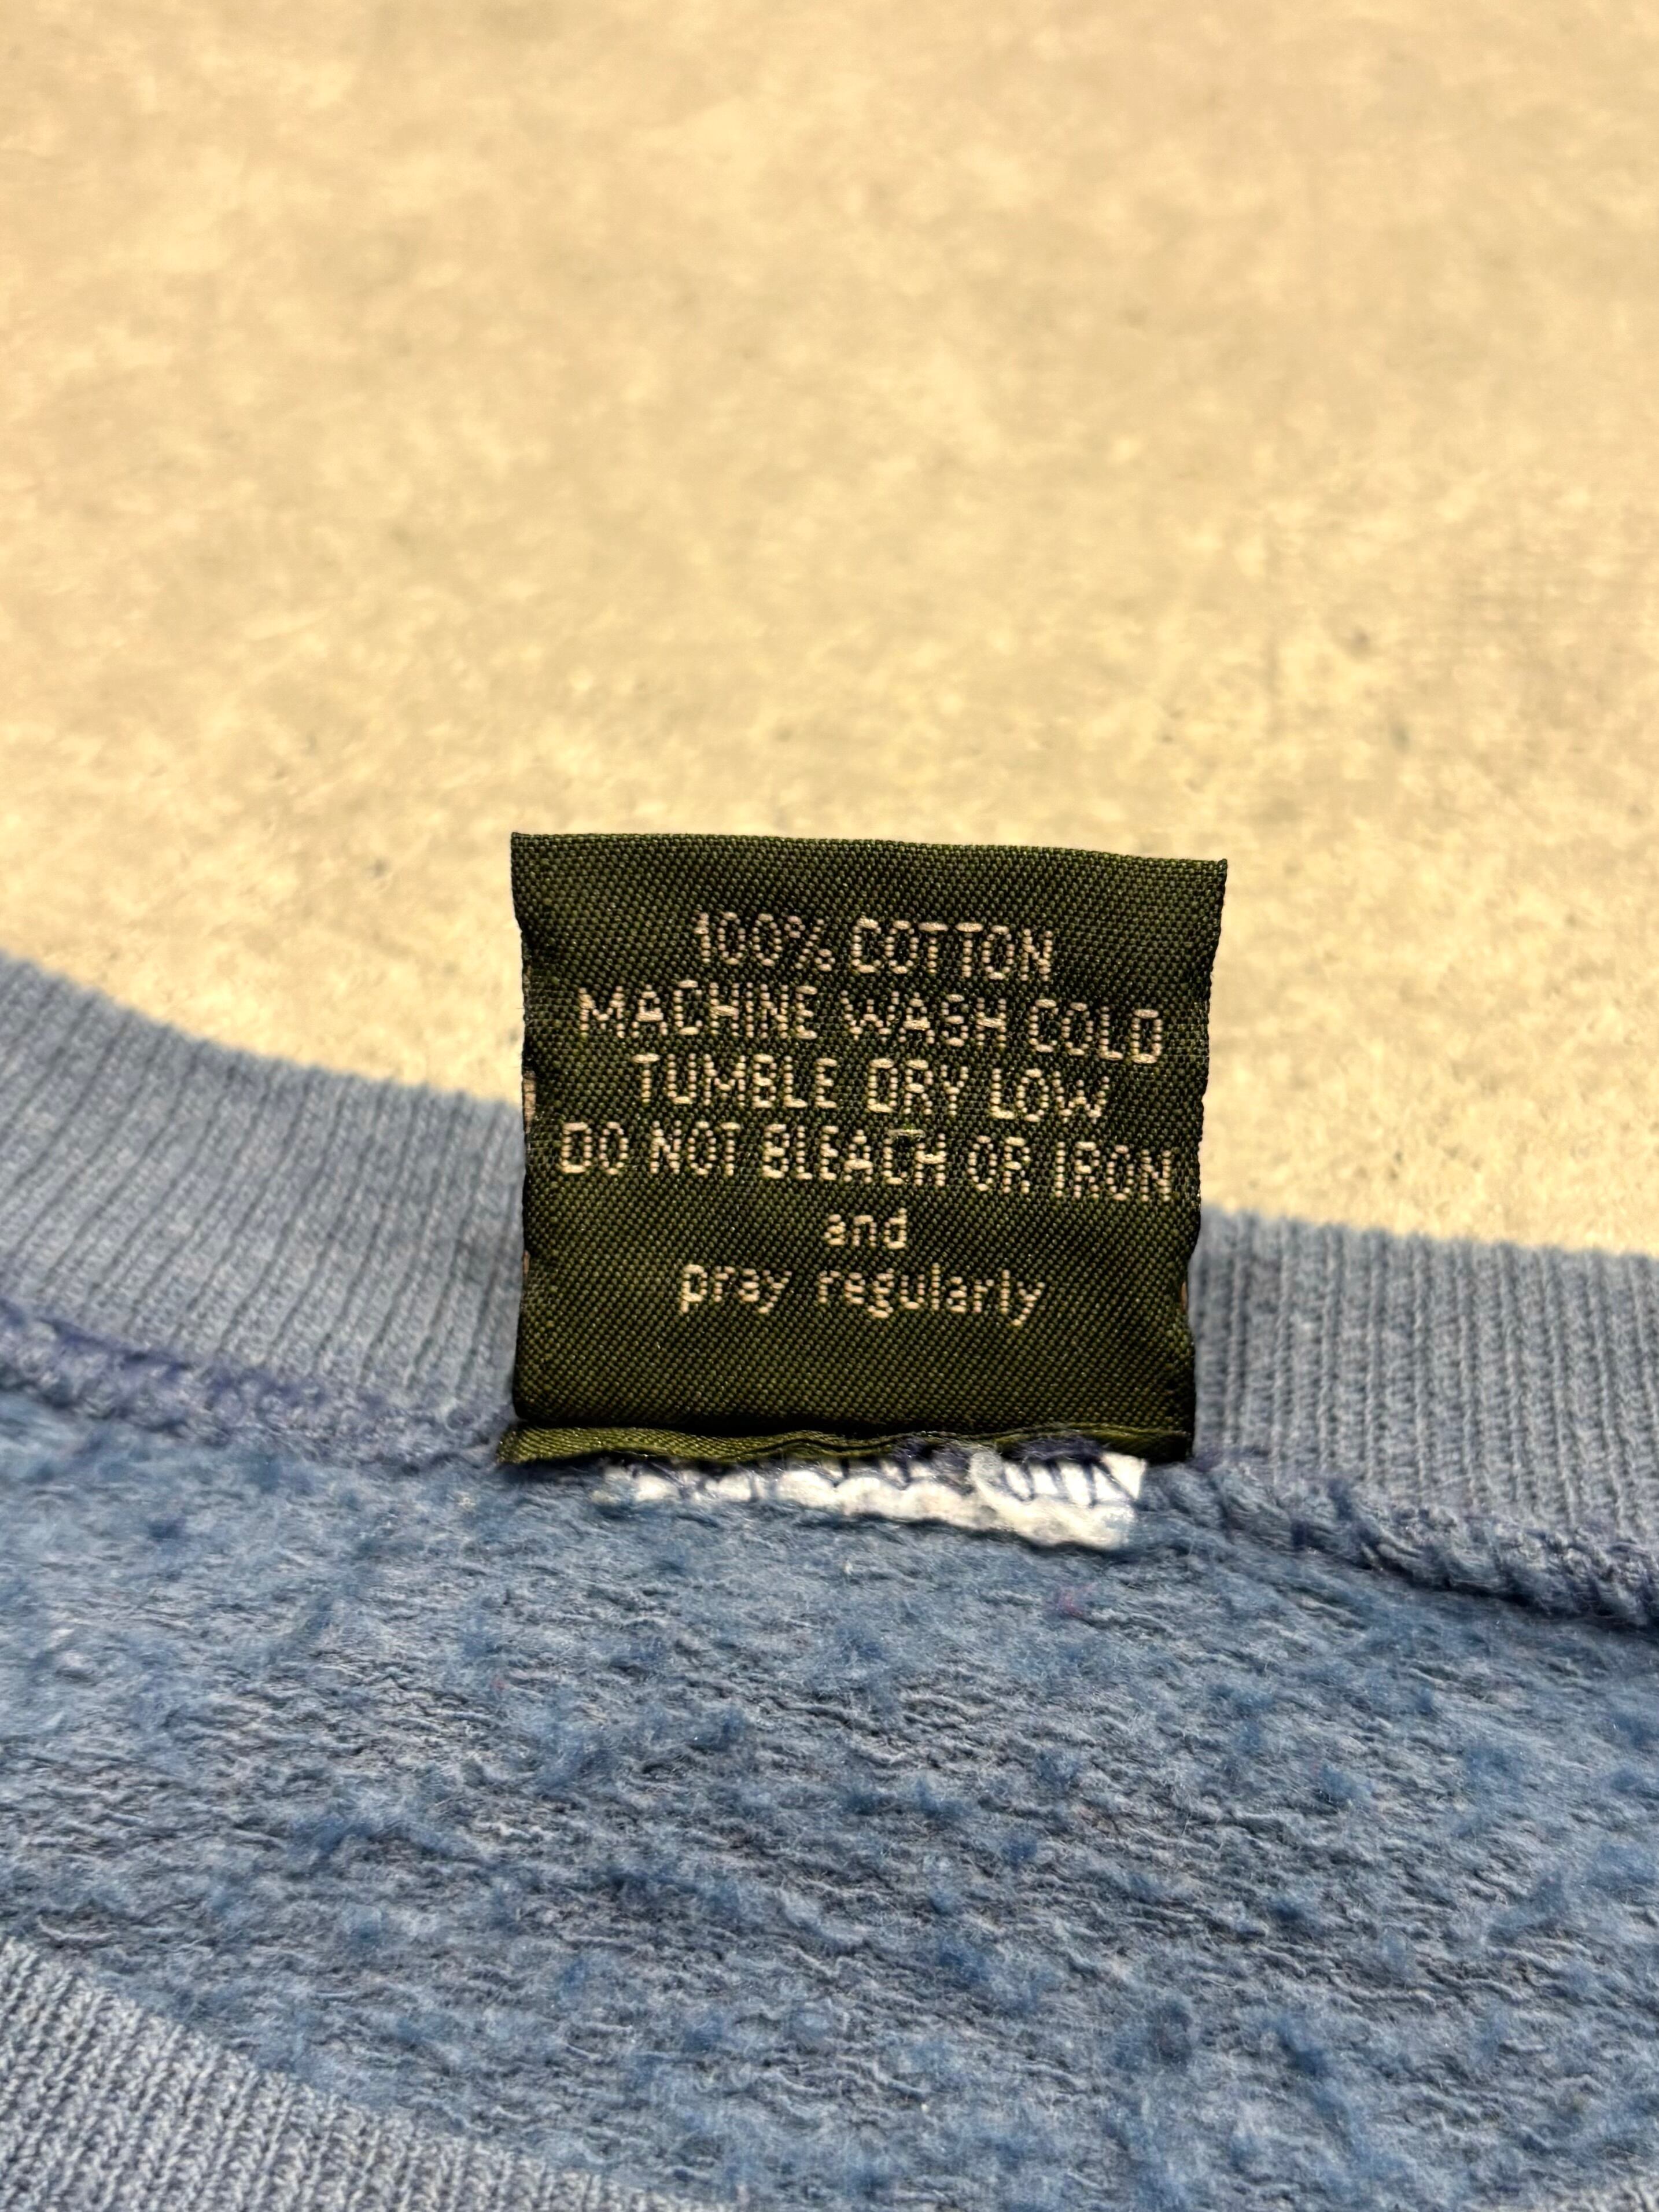 100% COTTON
MACHINE WASH COLD
TUMBLE DRY LOW
DO NOT BLEACH OR IRON
and
pray regularly